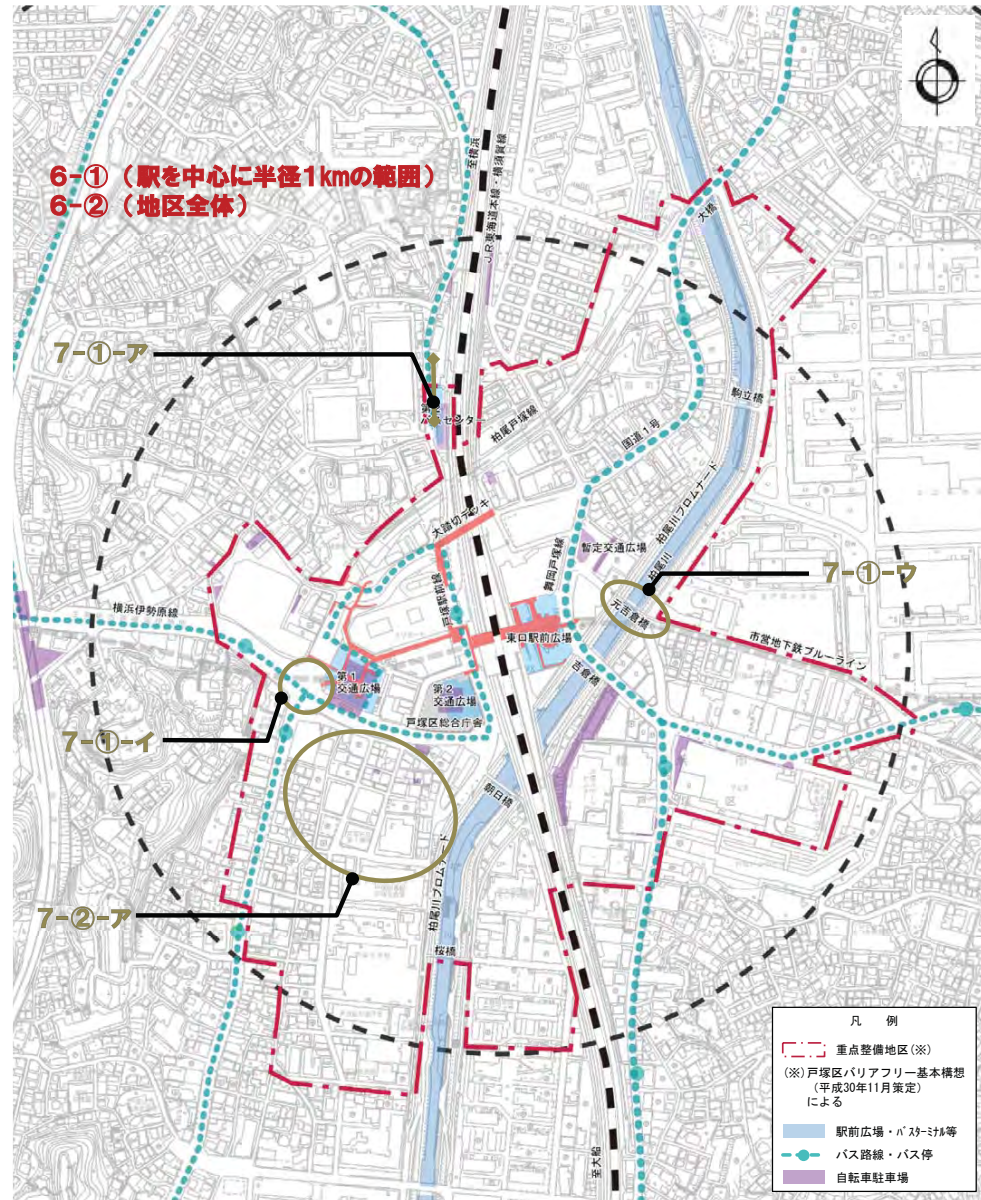 6-①（駅を中心に半径1kmの範囲）
6-②（地区全体）
至横浜
JR東海道本線・横須賀線
大橋
7-①-ア
センター
柏尾戸塚線
国道1号
駒立橋
柏尾川プロムナード
大踏切デッキ
暫定交通広場
柏尾川
7-①-ウ
戸塚駅前線
舞岡戸塚線
元吉倉橋
横浜伊勢原線
東口駅前広場
市営地下鉄ブルーライン
吉倉橋
第1
交通広場
第2
交通広場
戸塚区総合庁舎
7-①-イ
朝日橋
柏尾川プロムナード
7-②-ア
桜橋
至大船
凡　例
重点整備地区(※)
(※)戸塚区バリアフリー基本構想
（平成30年11月策定）
による
駅前広場・バスターミナル等
バス路線・バス停
自転車駐車場